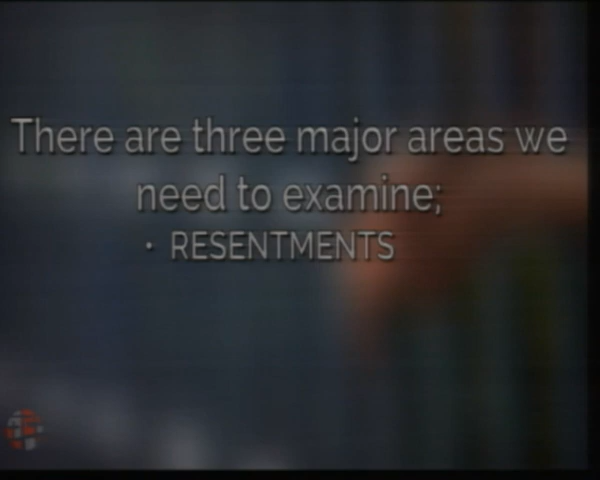 There are three major areas we
need to examine;
• RESENTMENTS